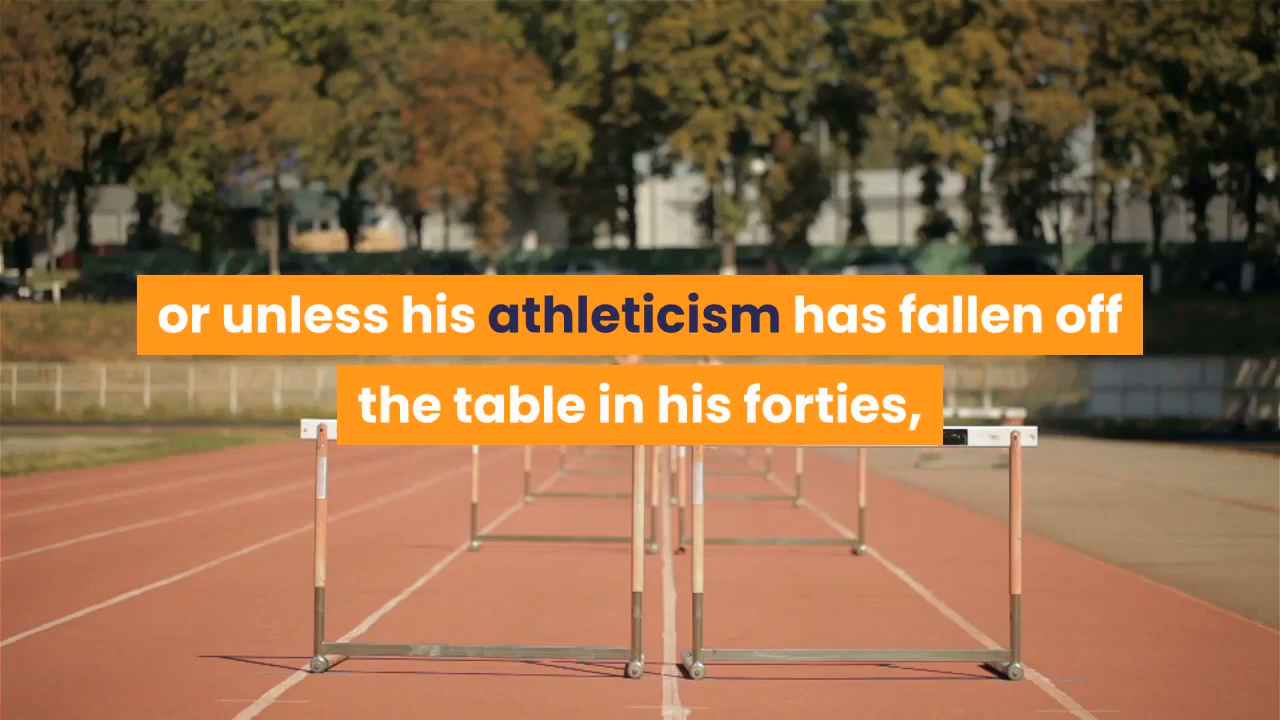 or unless his athleticism has fallen off
the table in his forties,